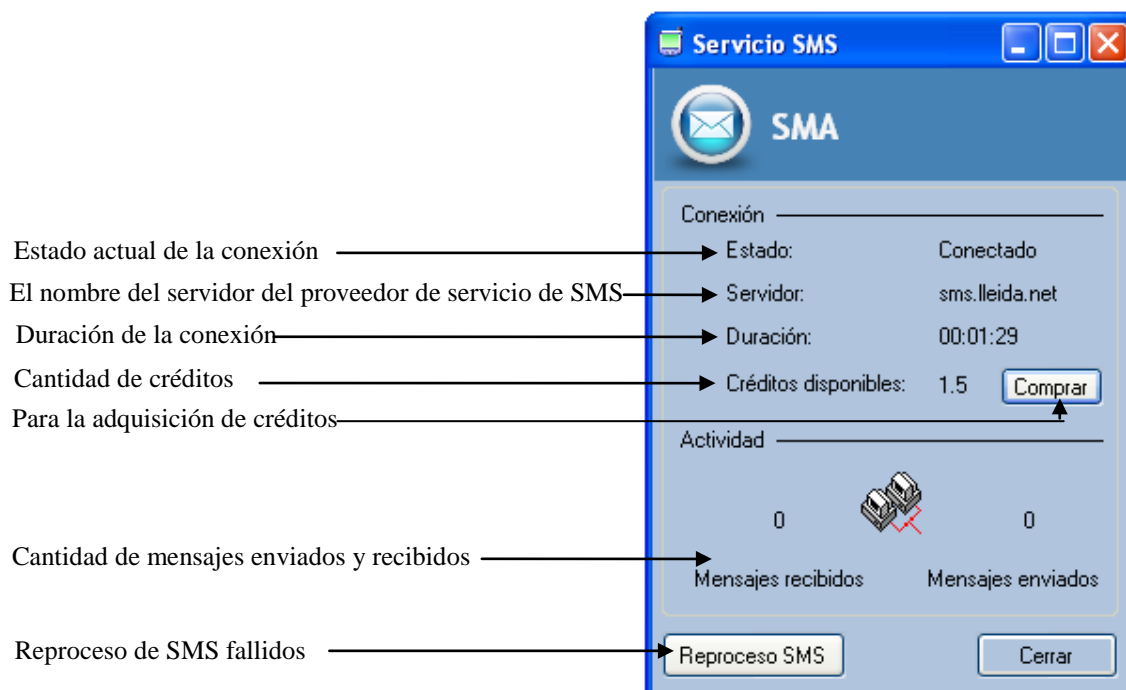 Servicio SMS
SMA
Conexión
Estado actual de la conexión
Estado: Conectado
El nombre del servidor del proveedor de servicio de SMS
Servidor: sms.lleida.net
Duración de la conexión
Duración: 00:01:29
Cantidad de créditos
Créditos disponibles: 1.5 Comprar
Para la adquisición de créditos
Actividad
0 0
Cantidad de mensajes enviados y recibidos
Mensajes recibidos Mensajes enviados
Reproceso de SMS fallidos
Reproceso SMS Cerrar